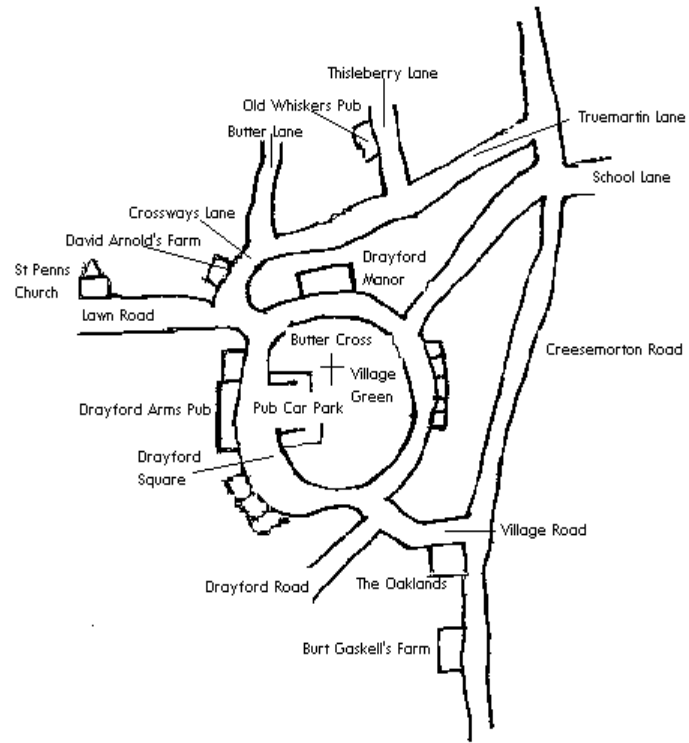 Thisleberry Lane
Old Whiskers Pub
Truemartin Lane
Butter Lane
School Lane
Crossways Lane
David Arnold's Farm
St Penns
Church
Drayford
Manor
Lawn Road
Butter Cross
Creesemorton Road
Village
Green
Drayford Arms Pub
Pub Car Park
Drayford
Square
Village Road
Drayford Road
The Oaklands
Burt Gaskell's Farm